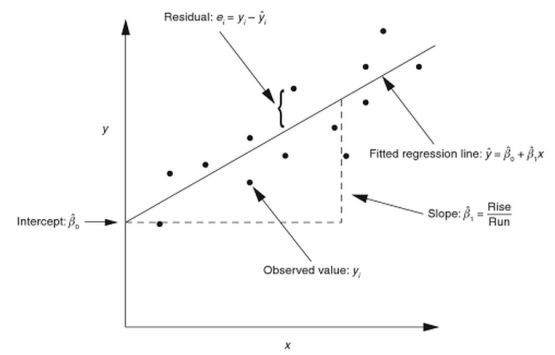 Residual: eᵢ = yᵢ – ŷᵢ
y
Fitted regression line: ŷ = β̂₀ + β̂₁x
Intercept: β̂₀
Slope: β̂₁ = Rise
Run
Observed value: yᵢ
x